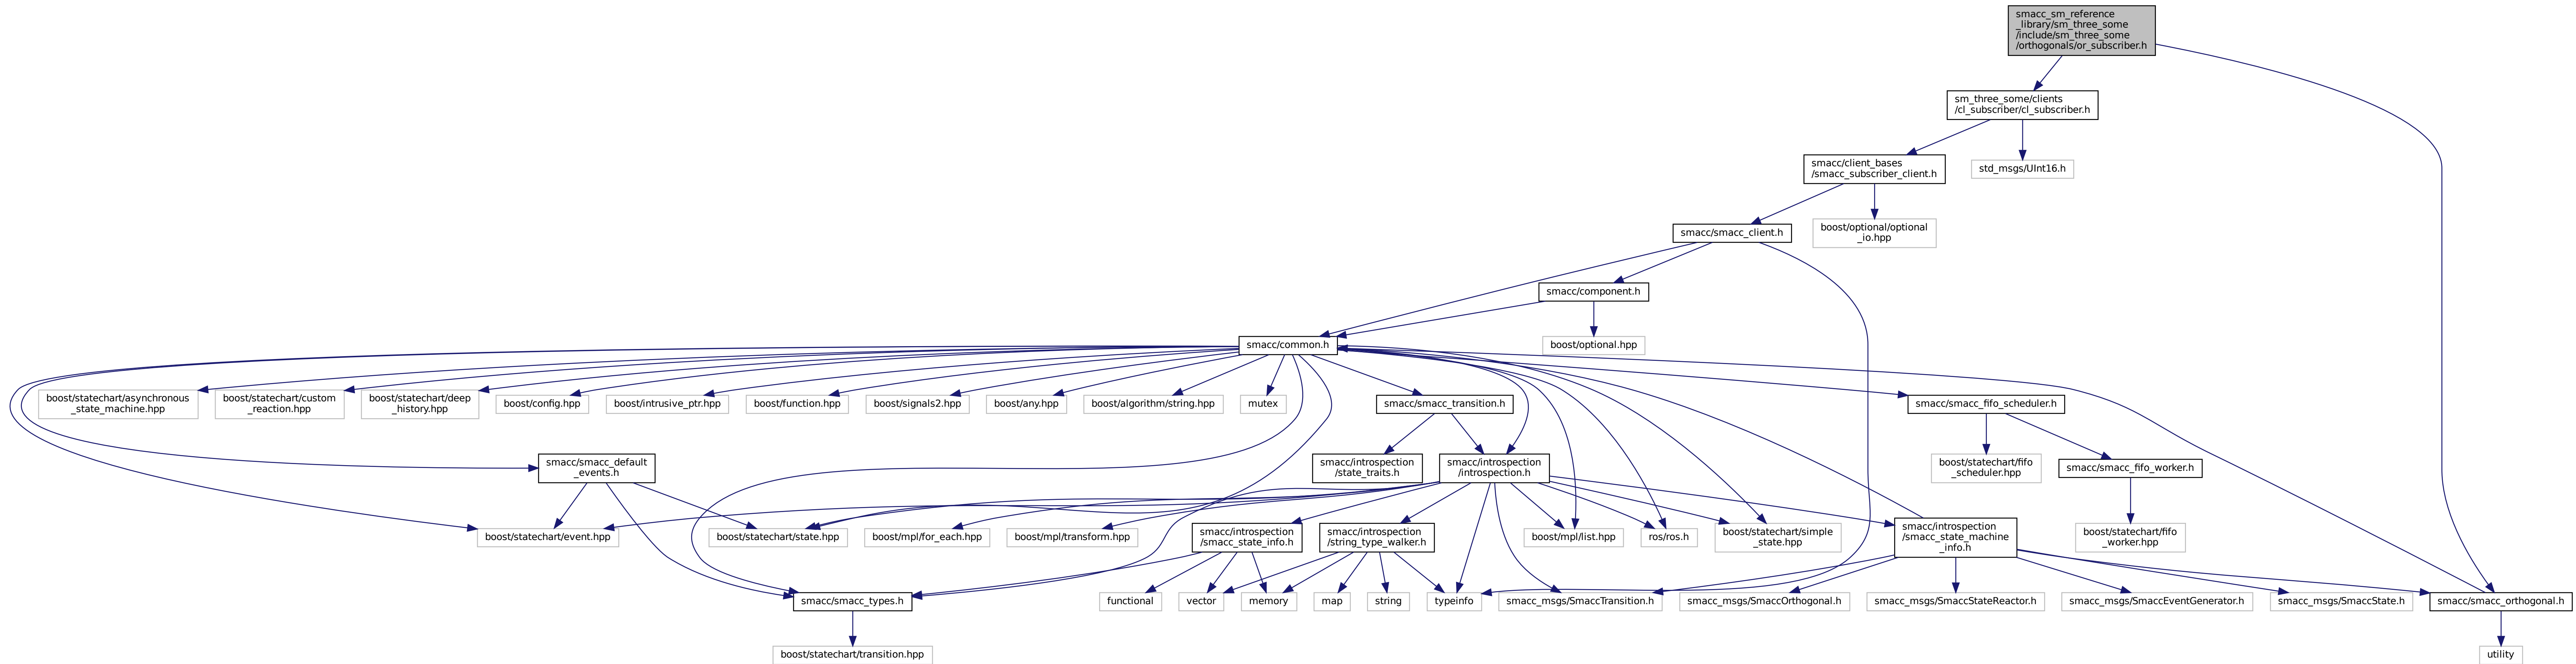 smacc_sm_reference
_library/sm_three_some
/include/sm_three_some
/orthogonals/or_subscriber.h
sm_three_some/clients
/cl_subscriber/cl_subscriber.h
smacc/client_bases
/smacc_subscriber_client.h
std_msgs/UInt16.h
smacc/smacc_client.h
boost/optional/optional
_io.hpp
smacc/component.h
smacc/common.h
boost/optional.hpp
boost/statechart/asynchronous
_state_machine.hpp
boost/statechart/custom
_reaction.hpp
boost/statechart/deep
_history.hpp
boost/config.hpp
boost/intrusive_ptr.hpp
boost/function.hpp
boost/signals2.hpp
boost/any.hpp
boost/algorithm/string.hpp
mutex
smacc/smacc_transition.h
smacc/smacc_fifo_scheduler.h
smacc/smacc_default
_events.h
smacc/introspection
/state_traits.h
smacc/introspection
/introspection.h
boost/statechart/fifo
_scheduler.hpp
smacc/smacc_fifo_worker.h
boost/statechart/event.hpp
boost/statechart/state.hpp
boost/mpl/for_each.hpp
boost/mpl/transform.hpp
smacc/introspection
/smacc_state_info.h
smacc/introspection
/string_type_walker.h
boost/mpl/list.hpp
ros/ros.h
boost/statechart/simple
_state.hpp
smacc/introspection
/smacc_state_machine
_info.h
boost/statechart/fifo
_worker.hpp
smacc/smacc_types.h
functional
vector
memory
map
string
typeinfo
smacc_msgs/SmaccTransition.h
smacc_msgs/SmaccOrthogonal.h
smacc_msgs/SmaccStateReactor.h
smacc_msgs/SmaccEventGenerator.h
smacc_msgs/SmaccState.h
smacc/smacc_orthogonal.h
boost/statechart/transition.hpp
utility